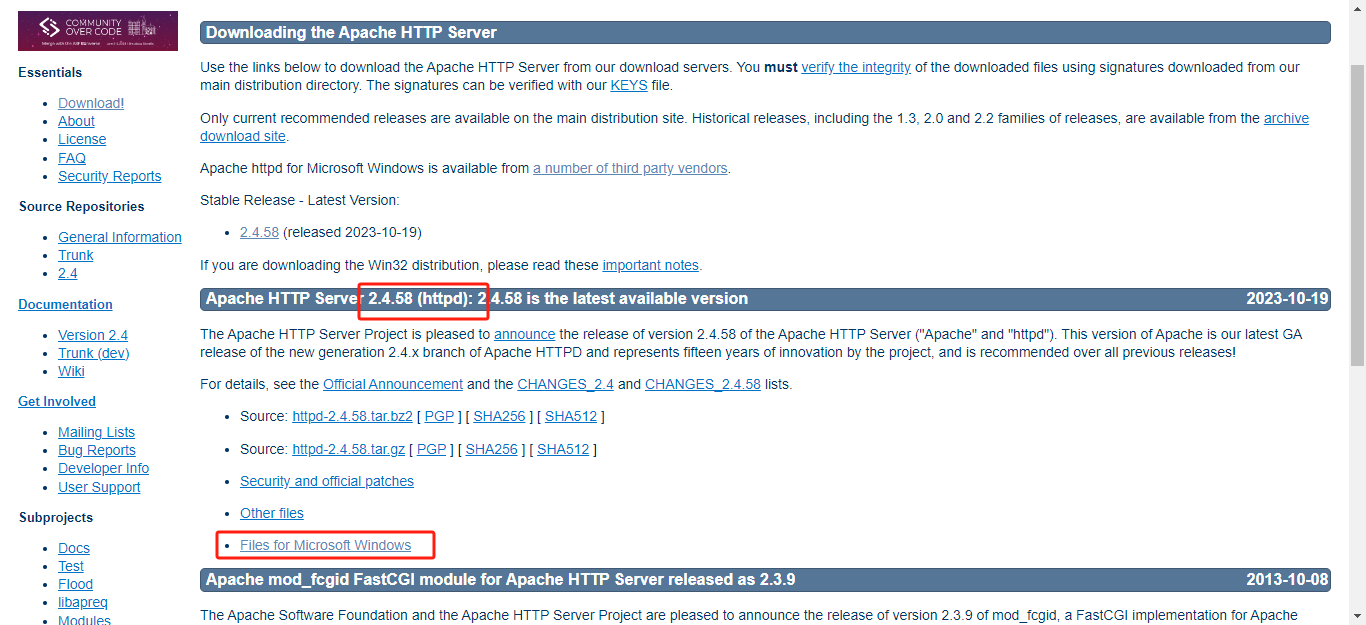 COMMUNITY
OVER CODE
Essentials
Download!
About
License
FAQ
Security Reports
Source Repositories
General Information
Trunk
2.4
Documentation
Version 2.4
Trunk (dev)
Wiki
Get Involved
Mailing Lists
Bug Reports
Developer Info
User Support
Subprojects
Docs
Test
Flood
libapreq
Modules
Downloading the Apache HTTP Server
Use the links below to download the Apache HTTP Server from our download servers. You must verify the integrity of the downloaded files using signatures downloaded from our
main distribution directory. The signatures can be verified with our KEYS file.
Only current recommended releases are available on the main distribution site. Historical releases, including the 1.3, 2.0 and 2.2 families of releases, are available from the archive
download site.
Apache httpd for Microsoft Windows is available from a number of third party vendors.
Stable Release - Latest Version:
2.4.58 (released 2023-10-19)
If you are downloading the Win32 distribution, please read these important notes.
Apache HTTP Server 2.4.58 (httpd): 2.4.58 is the latest available version 2023-10-19
The Apache HTTP Server Project is pleased to announce the release of version 2.4.58 of the Apache HTTP Server ("Apache" and "httpd"). This version of Apache is our latest GA
release of the new generation 2.4.x branch of Apache HTTPD and represents fifteen years of innovation by the project, and is recommended over all previous releases!
For details, see the Official Announcement and the CHANGES_2.4 and CHANGES_2.4.58 lists.
Source: httpd-2.4.58.tar.bz2 [ PGP ] [ SHA256 ] [ SHA512 ]
Source: httpd-2.4.58.tar.gz [ PGP ] [ SHA256 ] [ SHA512 ]
Security and official patches
Other files
Files for Microsoft Windows
Apache mod_fcgid FastCGI module for Apache HTTP Server released as 2.3.9 2013-10-08
The Apache Software Foundation and the Apache HTTP Server Project are pleased to announce the release of version 2.3.9 of mod_fcgid, a FastCGI implementation for Apache